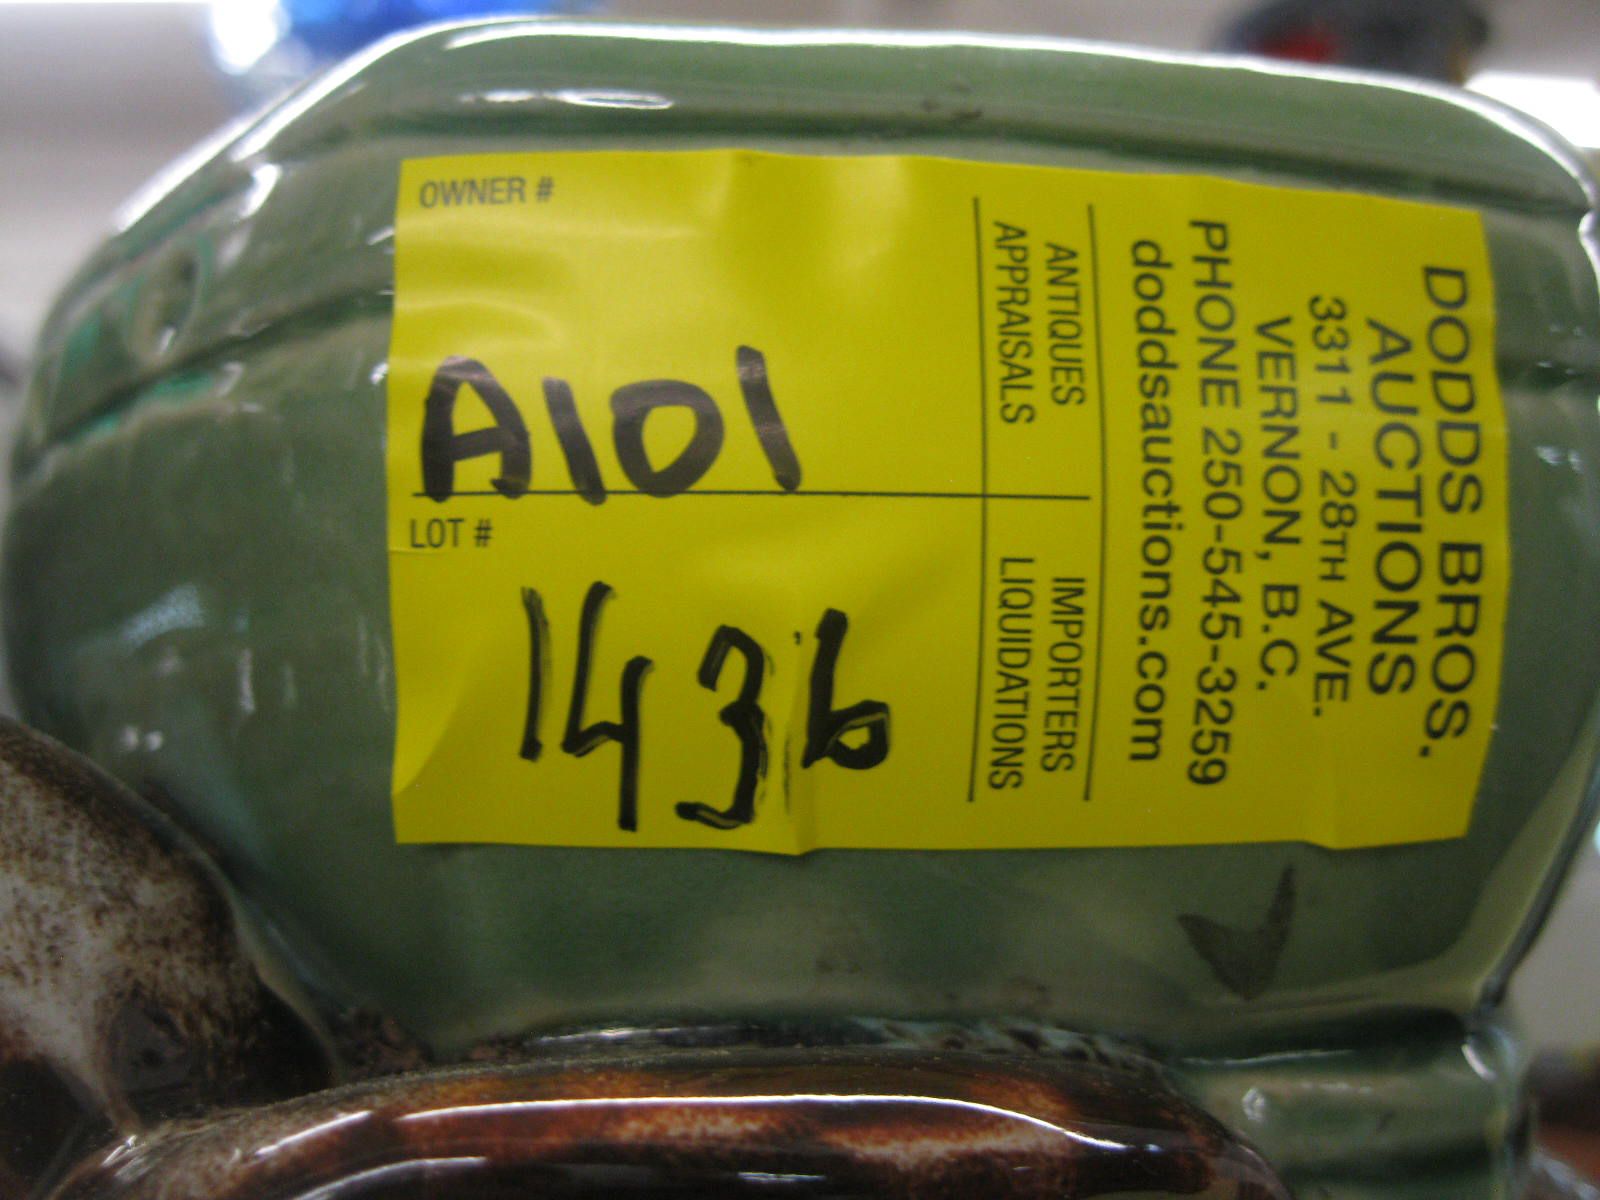 DODDS BROS.
AUCTIONS
3311 - 28TH AVE.
VERNON, B.C.
PHONE 250-545-3259
doddsauctions.com
ANTIQUES
APPRAISALS
IMPORTERS
LIQUIDATIONS
OWNER #
A101
LOT #
1436